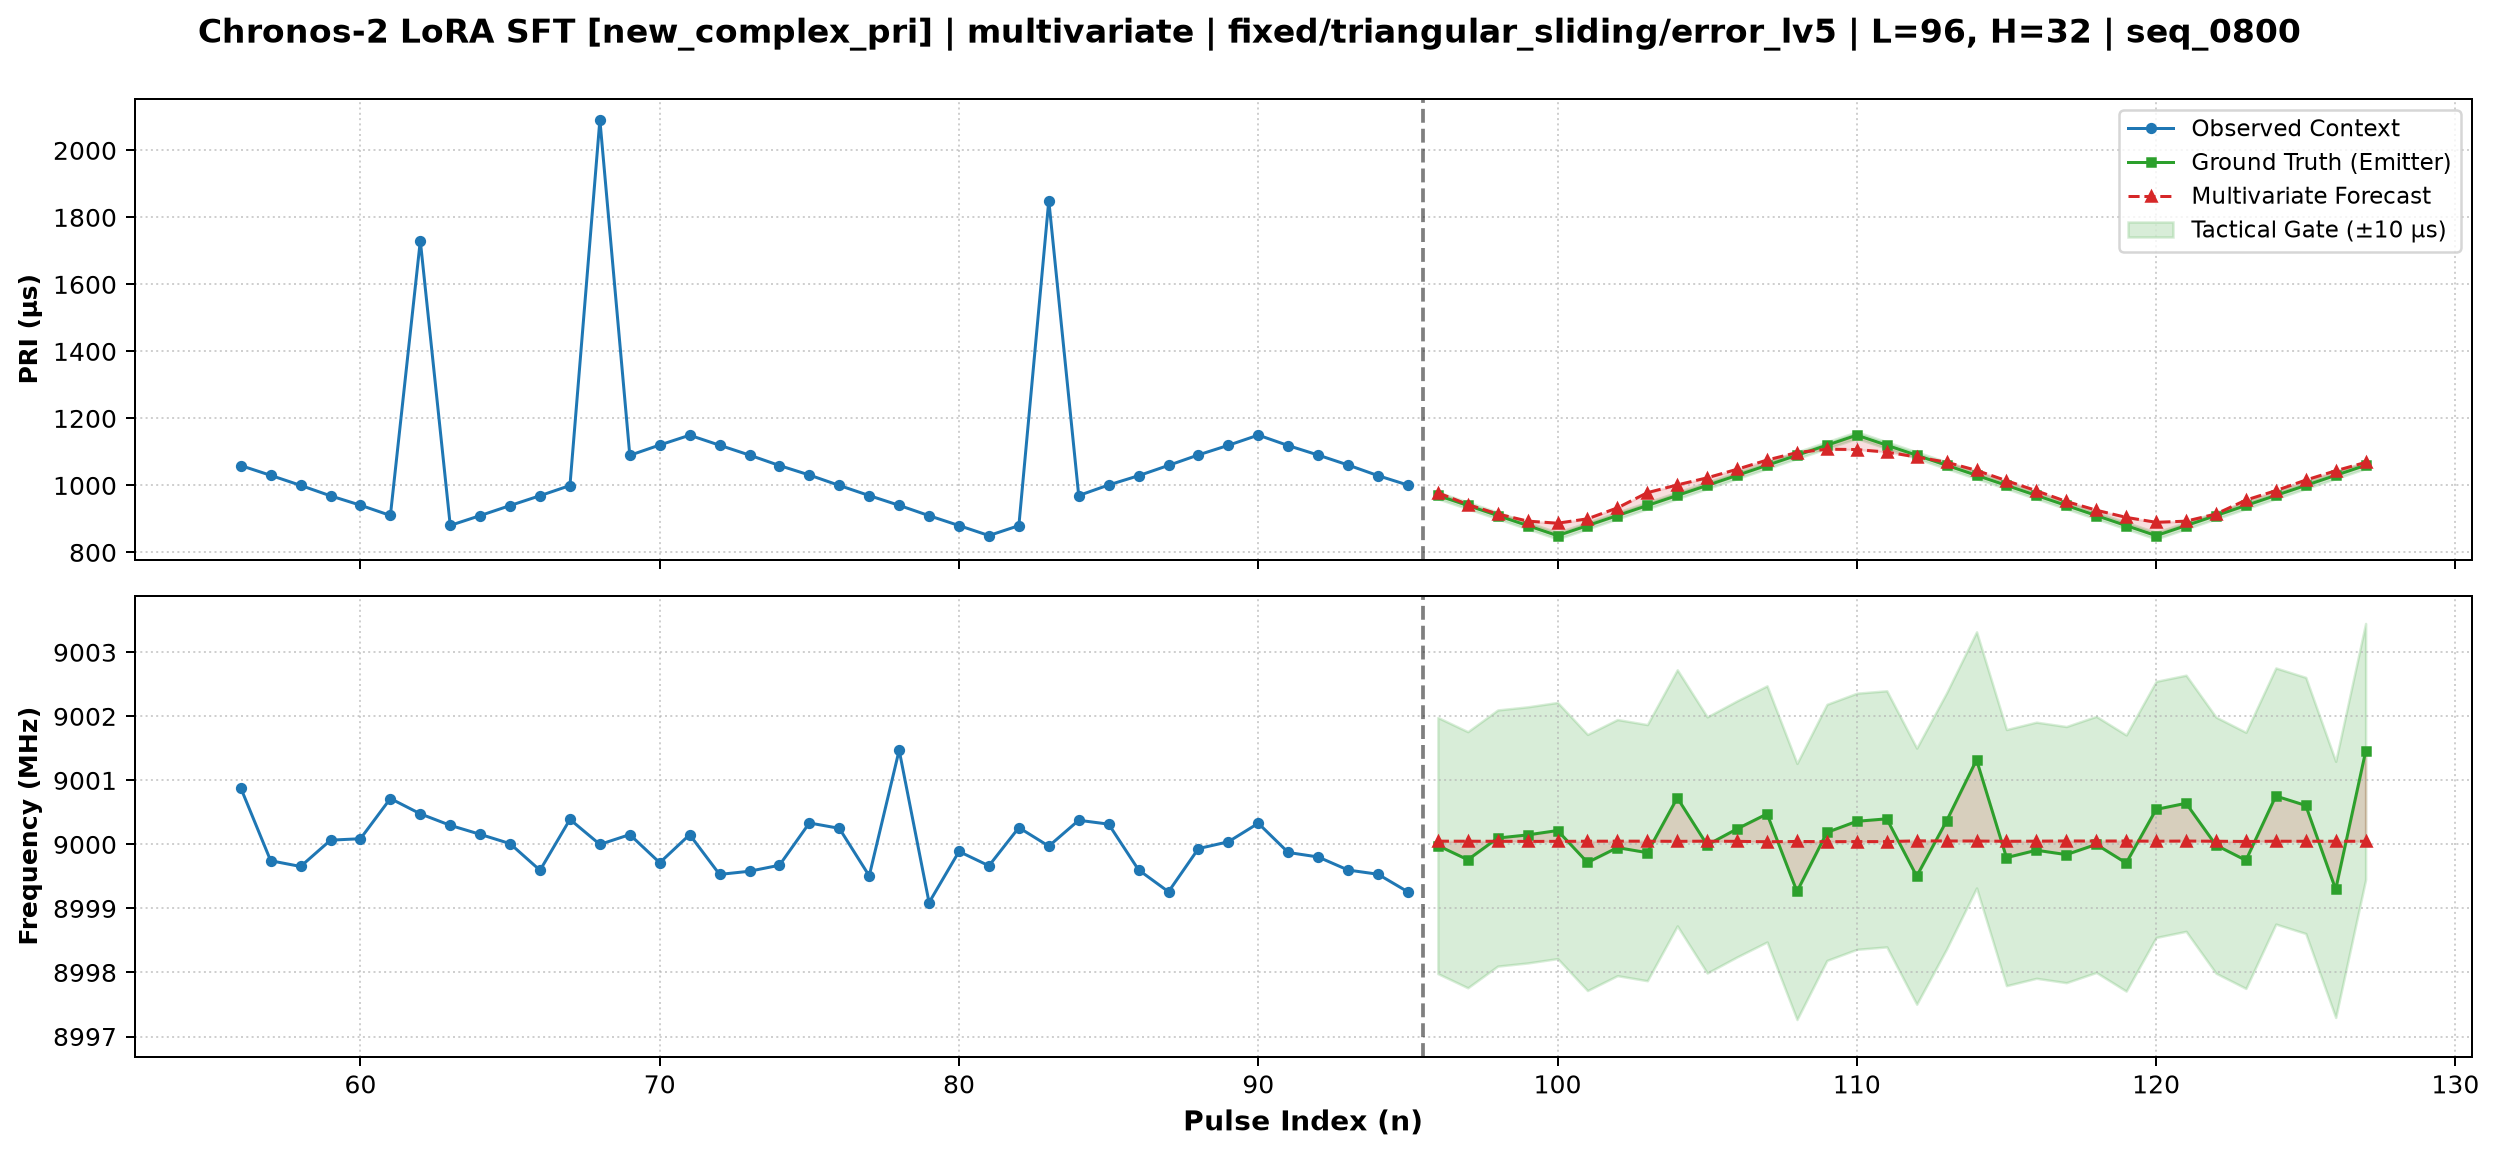 Chronos-2 LoRA SFT [new_complex_pri] | multivariate | fixed/triangular_sliding/error_lv5 | L=96, H=32 | seq_0800
PRI (µs)
2000
1800
1600
1400
1200
1000
800
Observed Context
Ground Truth (Emitter)
Multivariate Forecast
Tactical Gate (±10 µs)
Frequency (MHz)
9003
9002
9001
9000
8999
8998
8997
60 70 80 90 100 110 120 130
Pulse Index (n)